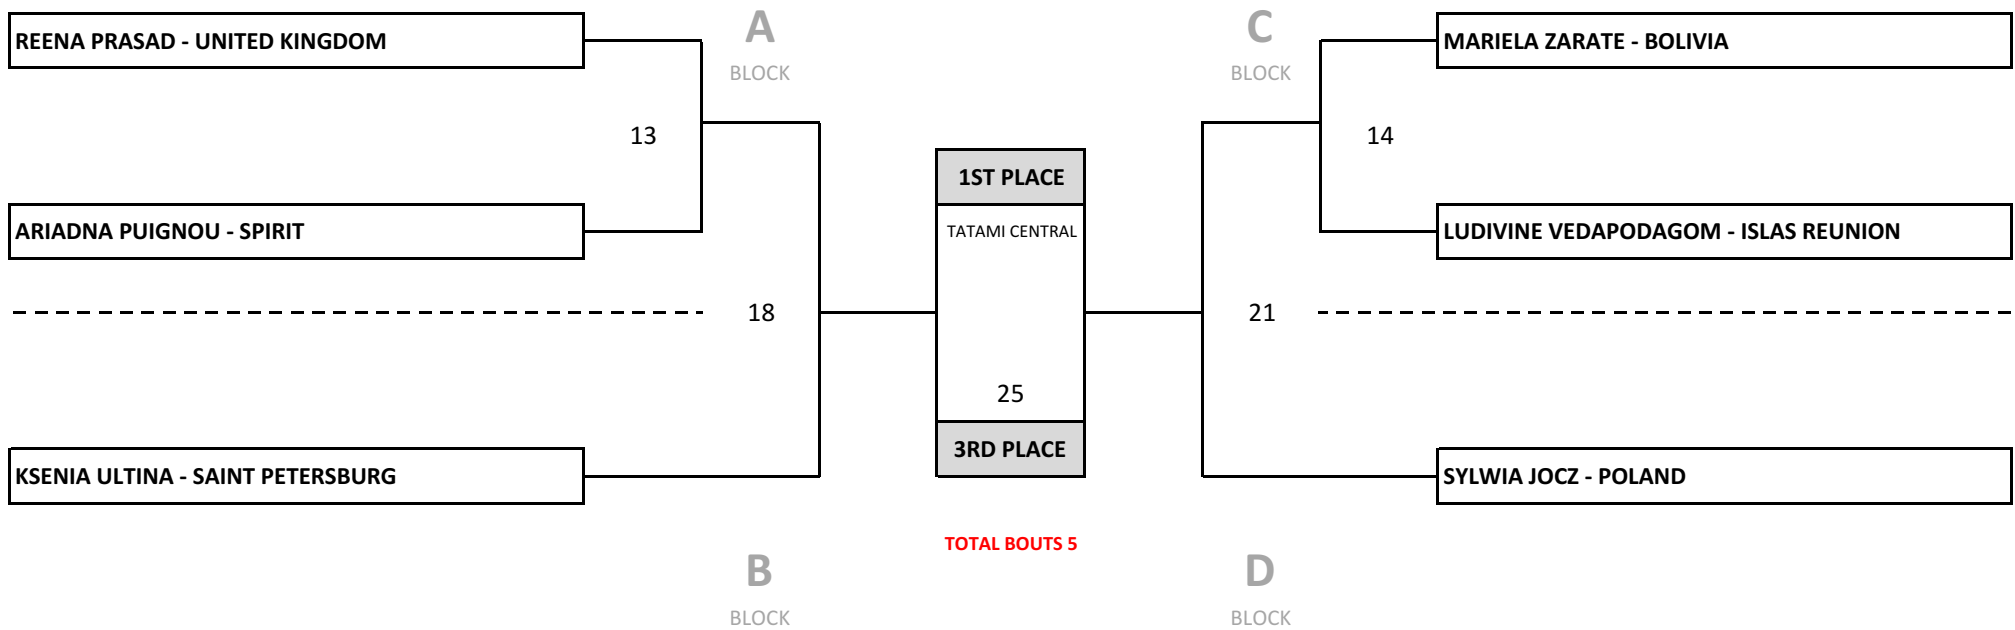 A
BLOCK
C
BLOCK
REENA PRASAD - UNITED KINGDOM
MARIELA ZARATE - BOLIVIA
13
14
1ST PLACE
ARIADNA PUIGNOU - SPIRIT
TATAMI CENTRAL
LUDIVINE VEDAPODAGOM - ISLAS REUNION
18
21
25
3RD PLACE
KSENIA ULTINA - SAINT PETERSBURG
SYLWIA JOCZ - POLAND
TOTAL BOUTS 5
B
BLOCK
D
BLOCK